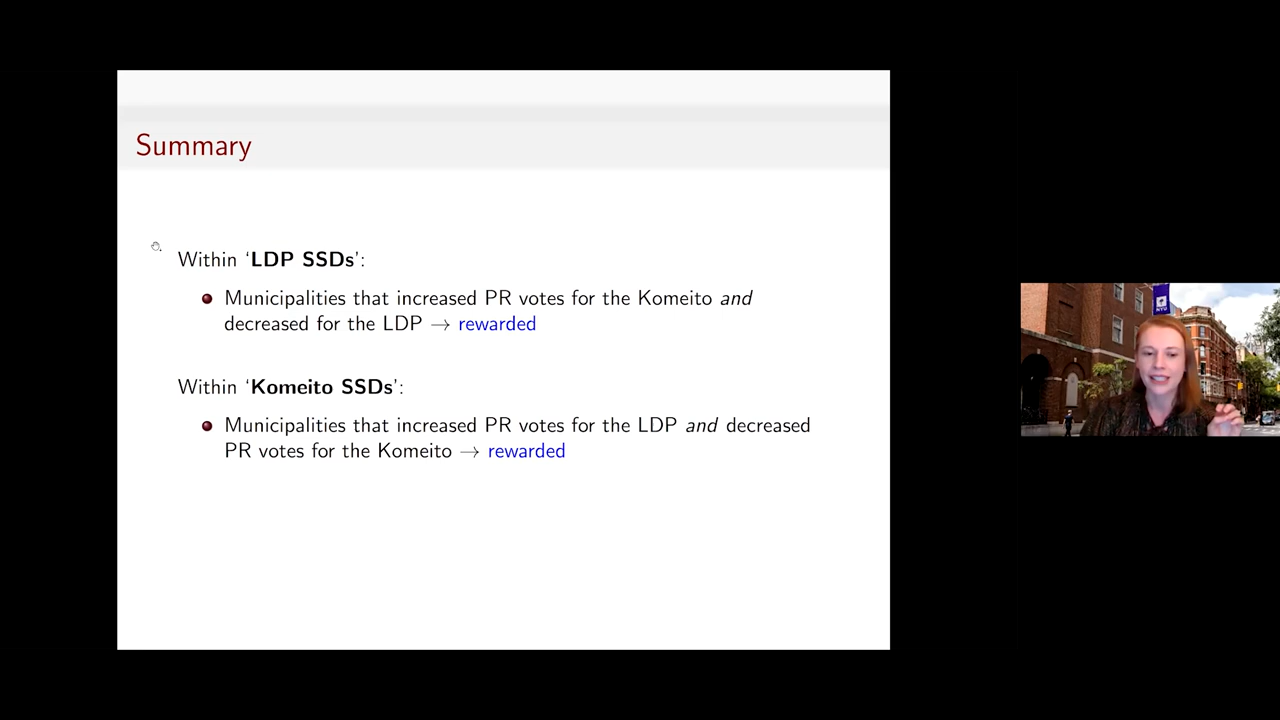 Summary
Within ‘LDP SSDs’:
Municipalities that increased PR votes for the Komeito and
decreased for the LDP → rewarded
Within ‘Komeito SSDs’:
Municipalities that increased PR votes for the LDP and decreased
PR votes for the Komeito → rewarded
NYU